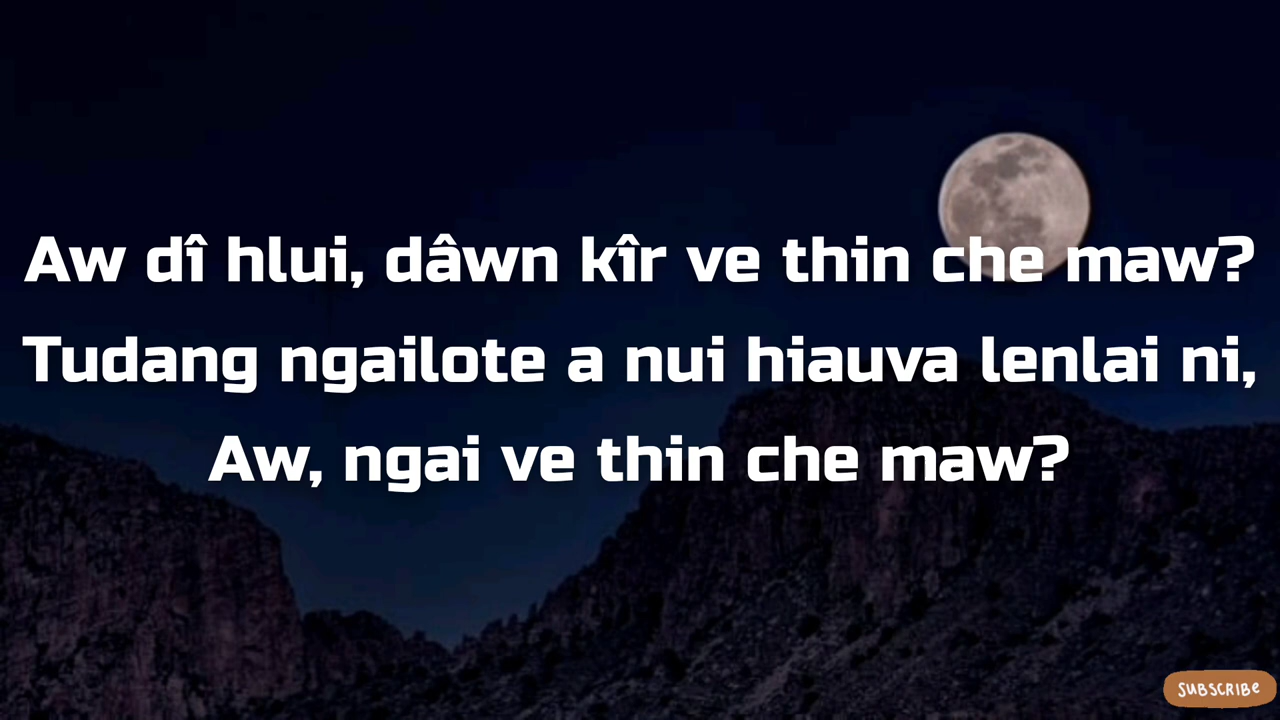 Aw dî hlui, dâwn kîr ve thin che maw?
Tudang ngailote a nui hiauva lenlai ni,
Aw, ngai ve thin che maw?
SUBSCRIBE